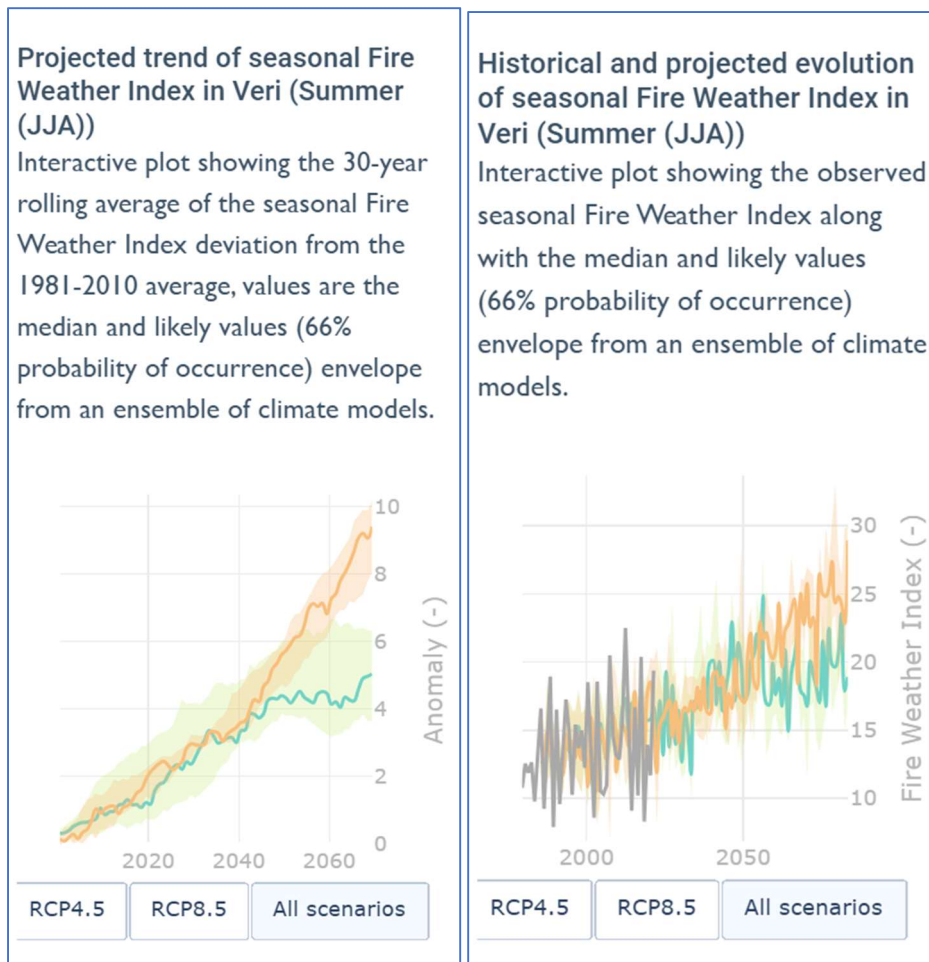 Projected trend of seasonal Fire
Weather Index in Veri (Summer
(JJA))
Interactive plot showing the 30-year
rolling average of the seasonal Fire
Weather Index deviation from the
1981-2010 average, values are the
median and likely values (66%
probability of occurrence) envelope
from an ensemble of climate models.
10
8
6
4
2
0
Anomaly (-)
2020 2040 2060
RCP4.5 RCP8.5 All scenarios
Historical and projected evolution
of seasonal Fire Weather Index in
Veri (Summer (JJA))
Interactive plot showing the observed
seasonal Fire Weather Index along
with the median and likely values
(66% probability of occurrence)
envelope from an ensemble of climate
models.
30
25
20
15
10
Fire Weather Index (-)
2000 2050
RCP4.5 RCP8.5 All scenarios